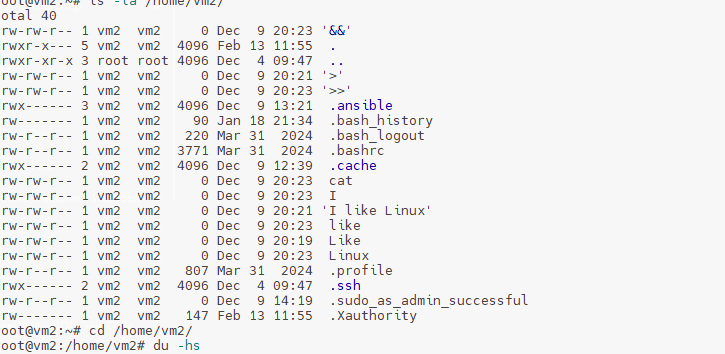 oot@vm2:~# ls -la /home/vm2/
otal 40
rw-rw-r-- 1 vm2  vm2     0 Dec  9 20:23 '&&'
rwxr-x--- 5 vm2  vm2  4096 Feb 13 11:55  .
rwxr-xr-x 3 root root 4096 Dec  4 09:47  ..
rw-rw-r-- 1 vm2  vm2     0 Dec  9 20:21 '>'
rw-rw-r-- 1 vm2  vm2     0 Dec  9 20:23 '>>'
rwx------ 3 vm2  vm2  4096 Dec  9 13:21  .ansible
rw------- 1 vm2  vm2    90 Jan 18 21:34  .bash_history
rw-r--r-- 1 vm2  vm2   220 Mar 31  2024  .bash_logout
rw-r--r-- 1 vm2  vm2  3771 Mar 31  2024  .bashrc
rwx------ 2 vm2  vm2  4096 Dec  9 12:39  .cache
rw-rw-r-- 1 vm2  vm2     0 Dec  9 20:23  cat
rw-rw-r-- 1 vm2  vm2     0 Dec  9 20:23  I
rw-rw-r-- 1 vm2  vm2     0 Dec  9 20:21 'I like Linux'
rw-rw-r-- 1 vm2  vm2     0 Dec  9 20:23  like
rw-rw-r-- 1 vm2  vm2     0 Dec  9 20:19  Like
rw-rw-r-- 1 vm2  vm2     0 Dec  9 20:23  Linux
rw-r--r-- 1 vm2  vm2   807 Mar 31  2024  .profile
rwx------ 2 vm2  vm2  4096 Dec  4 09:47  .ssh
rw-r--r-- 1 vm2  vm2     0 Dec  9 14:19  .sudo_as_admin_successful
rw------- 1 vm2  vm2   147 Feb 13 11:55  .Xauthority
oot@vm2:~# cd /home/vm2/
oot@vm2:/home/vm2# du -hs